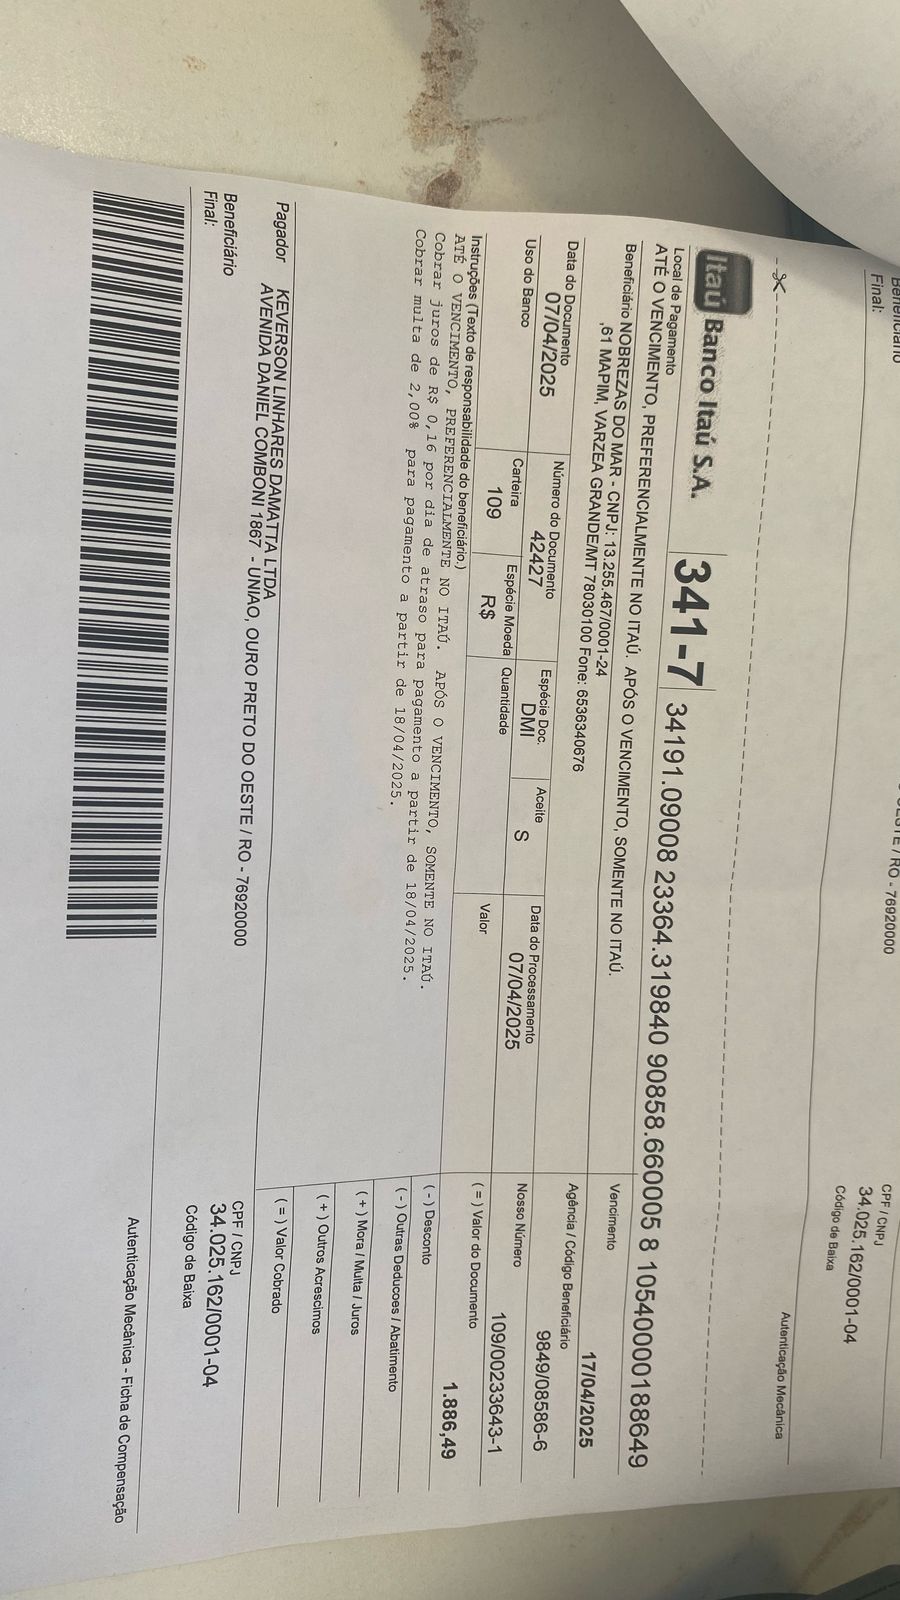 Beneficiário
Final:
OESTE / RO - 76920000
CPF / CNPJ
34.025.162/0001-04
Código de Baixa
Autenticação Mecânica
Itaú Banco Itaú S.A. 341-7 34191.09008 23364.319840 90858.660005 8 10540000188649
Local de Pagamento
ATÉ O VENCIMENTO, PREFERENCIALMENTE NO ITAÚ. APÓS O VENCIMENTO, SOMENTE NO ITAÚ.
Vencimento
17/04/2025
Beneficiário NOBREZAS DO MAR - CNPJ: 13.255.467/0001-24
,61 MAPIM, VARZEA GRANDE/MT 78030100 Fone: 6536340676
Agência / Código Beneficiário
9849/08586-6
Data do Documento
07/04/2025
Número do Documento
42427
Espécie Doc.
DMI
Aceite
S
Data do Processamento
07/04/2025
Nosso Número
109/00233643-1
Uso do Banco
Carteira
109
Espécie Moeda
R$
Quantidade
Valor
( = ) Valor do Documento
1.886,49
Instruções (Texto de responsabilidade do beneficiário.)
ATÉ O VENCIMENTO, PREFERENCIALMENTE NO ITAÚ. APÓS O VENCIMENTO, SOMENTE NO ITAÚ.
Cobrar juros de R$ 0,16 por dia de atraso para pagamento a partir de 18/04/2025.
Cobrar multa de 2,00% para pagamento a partir de 18/04/2025.
( - ) Desconto
( - ) Outras Deducoes / Abatimento
( + ) Mora / Multa / Juros
( + ) Outros Acrescimos
( = ) Valor Cobrado
Pagador KEVERSON LINHARES DAMATTA LTDA
AVENIDA DANIEL COMBONI 1867 - UNIAO, OURO PRETO DO OESTE / RO - 76920000
CPF / CNPJ
34.025.162/0001-04
Beneficiário
Final:
Código de Baixa
Autenticação Mecânica - Ficha de Compensação